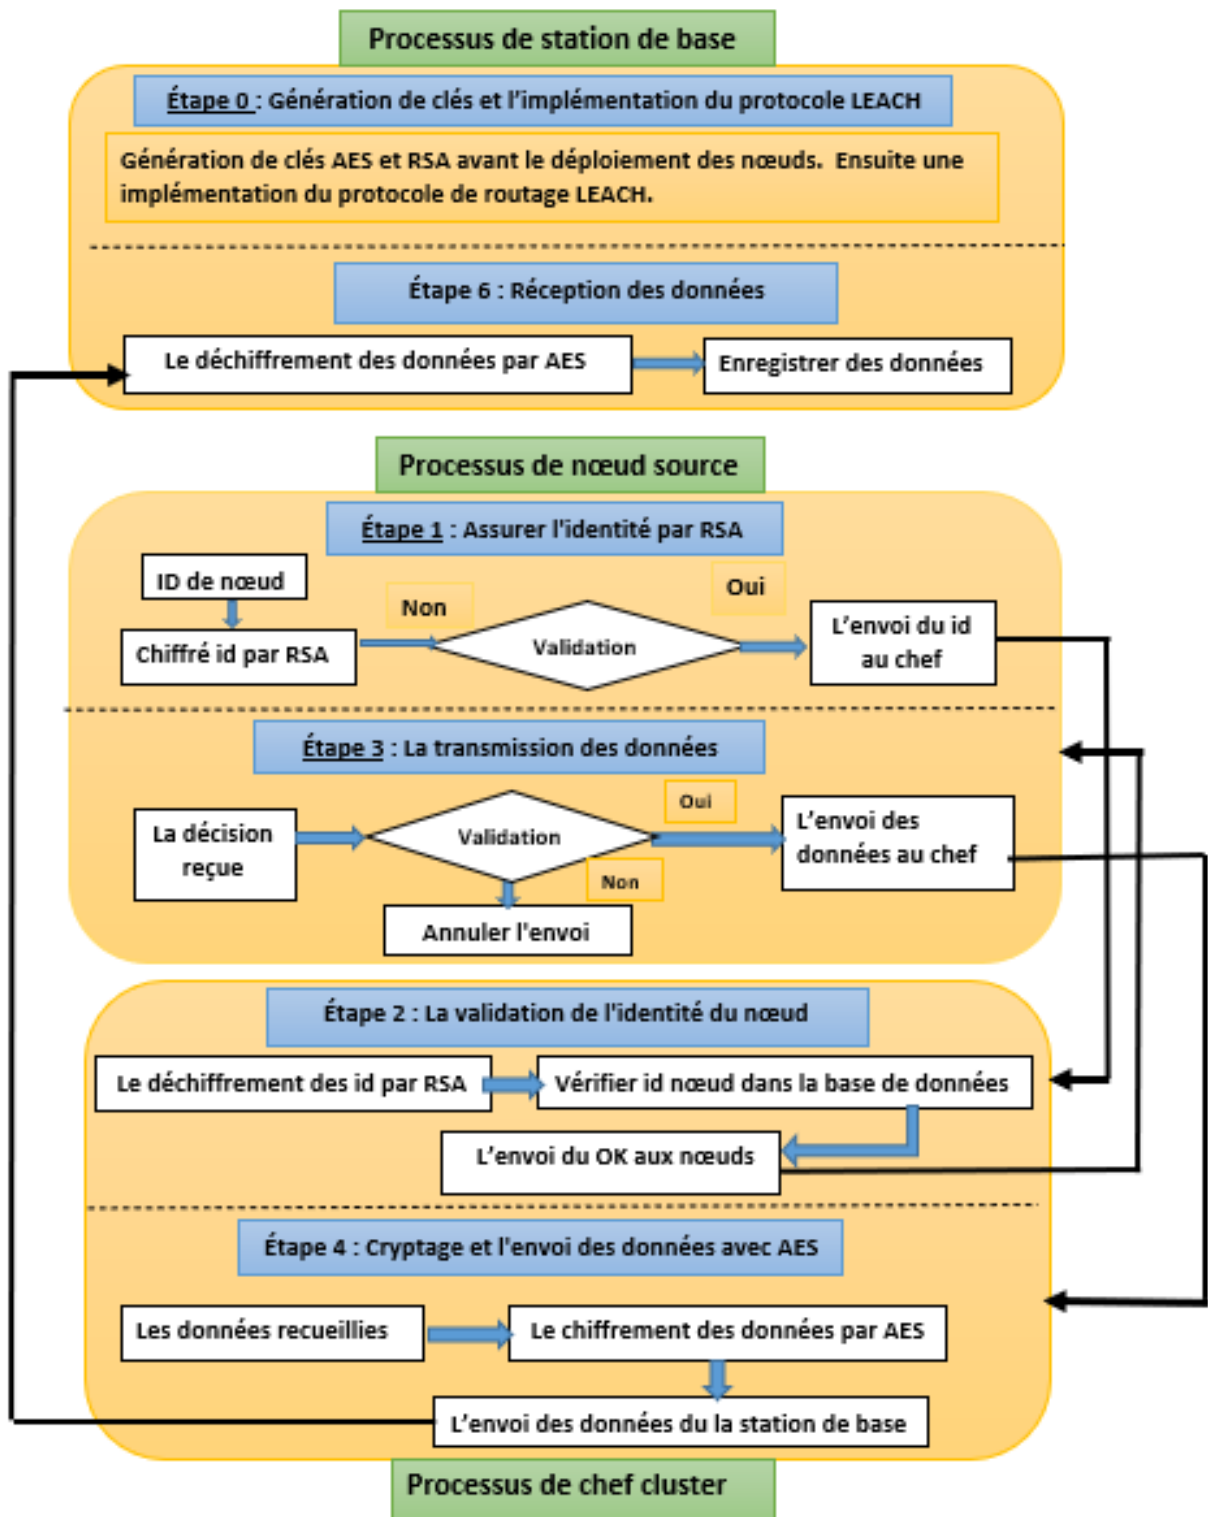 Processus de station de base
Étape 0 : Génération de clés et l'implémentation du protocole LEACH
Génération de clés AES et RSA avant le déploiement des nœuds. Ensuite une
implémentation du protocole de routage LEACH.
Étape 6 : Réception des données
Le déchiffrement des données par AES
Enregistrer des données
Processus de nœud source
Étape 1 : Assurer l'identité par RSA
ID de nœud
Chiffré id par RSA
Non
Validation
Oui
L'envoi du id
au chef
Étape 3 : La transmission des données
La décision
reçue
Validation
Oui
Non
L'envoi des
données au chef
Annuler l'envoi
Étape 2 : La validation de l'identité du nœud
Le déchiffrement des id par RSA
Vérifier id nœud dans la base de données
L'envoi du OK aux nœuds
Étape 4 : Cryptage et l'envoi des données avec AES
Les données recueillies
Le chiffrement des données par AES
L'envoi des données du la station de base
Processus de chef cluster